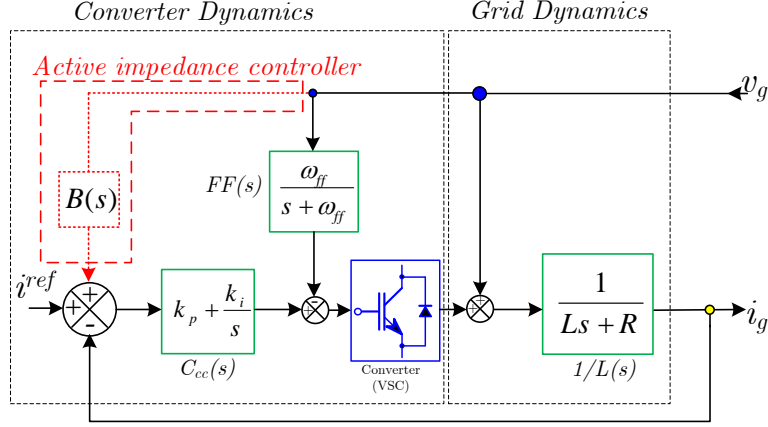 Converter Dynamics
Grid Dynamics
Active impedance controller
v_g
FF(s)
ω_ff
s + ω_ff
B(s)
i^ref
+
+
-
k_p + k_i
s
C_cc(s)
-
+
Converter
(VSC)
+
+
1
Ls + R
1/L(s)
i_g